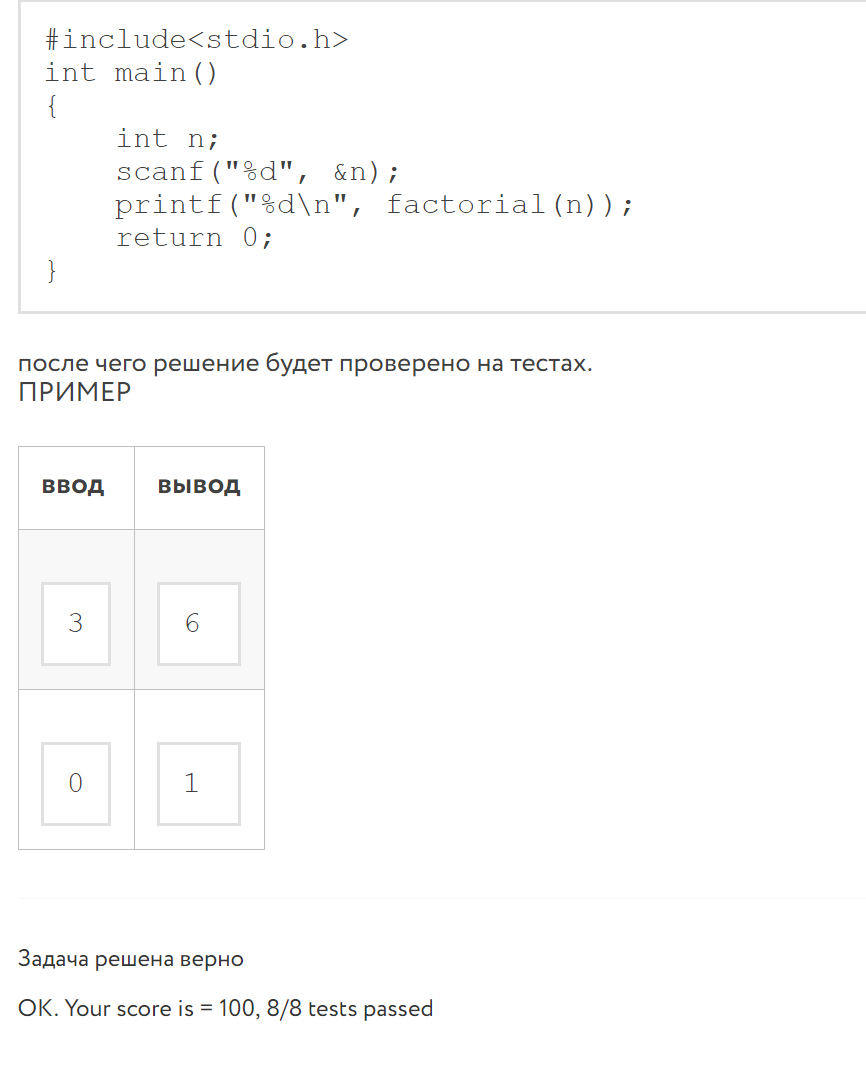 #include<stdio.h>
int main()
{
    int n;
    scanf("%d", &n);
    printf("%d\n", factorial(n));
    return 0;
}
после чего решение будет проверено на тестах.
ПРИМЕР
ВВОД ВЫВОД
3 6
0 1
Задача решена верно
OK. Your score is = 100, 8/8 tests passed